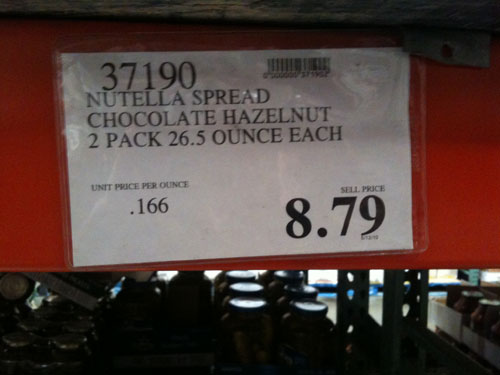 37190
NUTELLA SPREAD
CHOCOLATE HAZELNUT
2 PACK 26.5 OUNCE EACH
UNIT PRICE PER OUNCE
.166
SELL PRICE
8.79